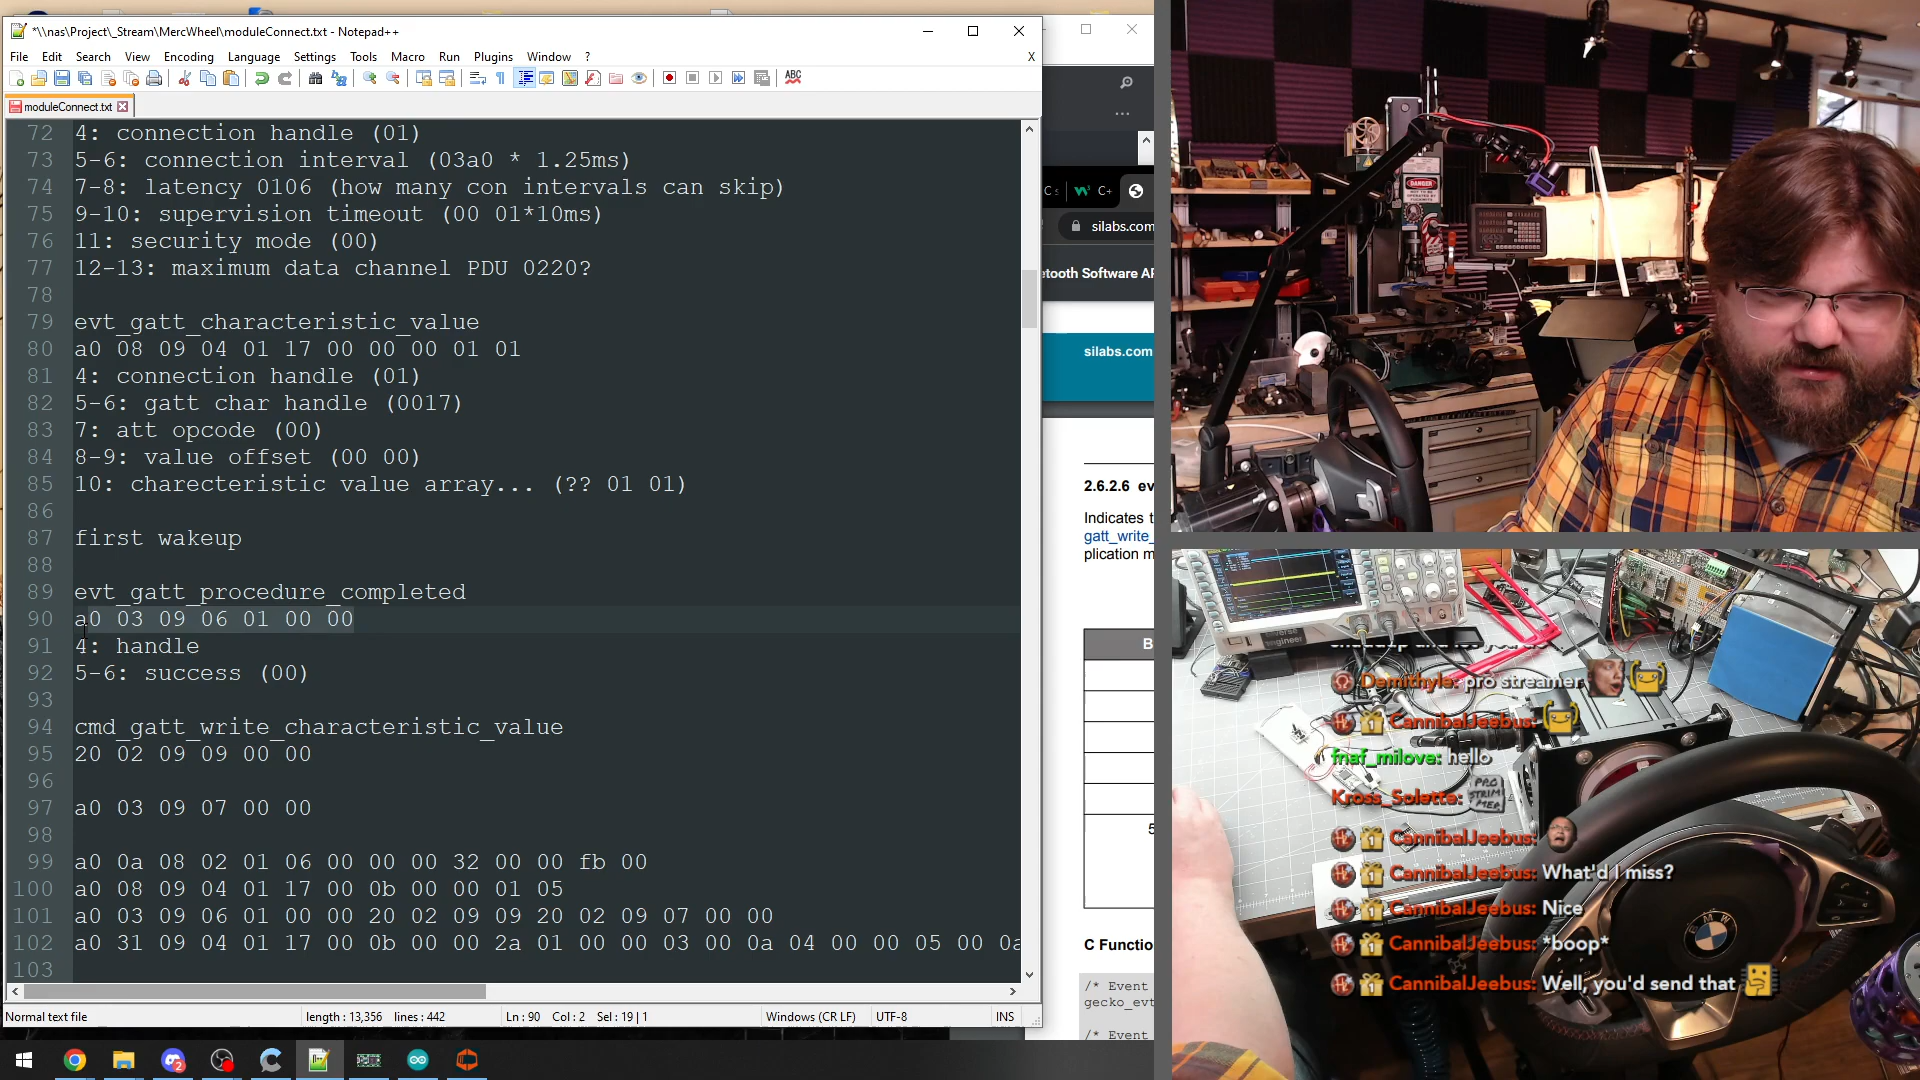 *\\nas\Project\_Stream\MercWheel\moduleConnect.txt - Notepad++
File Edit Search View Encoding Language Settings Tools Macro Run Plugins Window ?
X
moduleConnect.txt
72 4: connection handle (01)
73 5-6: connection interval (03a0 * 1.25ms)
74 7-8: latency 0106 (how many con intervals can skip)
75 9-10: supervision timeout (00 01*10ms)
76 11: security mode (00)
77 12-13: maximum data channel PDU 0220?
78
79 evt_gatt_characteristic_value
80 a0 08 09 04 01 17 00 00 00 01 01
81 4: connection handle (01)
82 5-6: gatt char handle (0017)
83 7: att opcode (00)
84 8-9: value offset (00 00)
85 10: charecteristic value array... (?? 01 01)
86
87 first wakeup
88
89 evt_gatt_procedure_completed
90 a0 03 09 06 01 00 00
91 4: handle
92 5-6: success (00)
93
94 cmd_gatt_write_characteristic_value
95 20 02 09 09 00 00
96
97 a0 03 09 07 00 00
98
99 a0 0a 08 02 01 06 00 00 00 32 00 00 fb 00
100 a0 08 09 04 01 17 00 0b 00 00 01 05
101 a0 03 09 06 01 00 00 20 02 09 09 20 02 09 07 00 00
102 a0 31 09 04 01 17 00 0b 00 00 2a 01 00 00 03 00 0a 04 00 00 05 00 0a
103
Normal text file length : 13,356 lines : 442 Ln : 90 Col : 2 Sel : 19 | 1 Windows (CR LF) UTF-8 INS
C+
silabs.com
etooth Software AP
silabs.com
2.6.2.6 ev
Indicates t
gatt_write_
plication m
B
5
C Functio
/* Event
gecko_evt
/* Event
DANGER
Demithyle: pro streamer
CannibalJeebus:
fnaf_milove: hello
Kross_Solette:
CannibalJeebus:
CannibalJeebus: What'd I miss?
CannibalJeebus: Nice
CannibalJeebus: *boop*
CannibalJeebus: Well, you'd send that
BMW